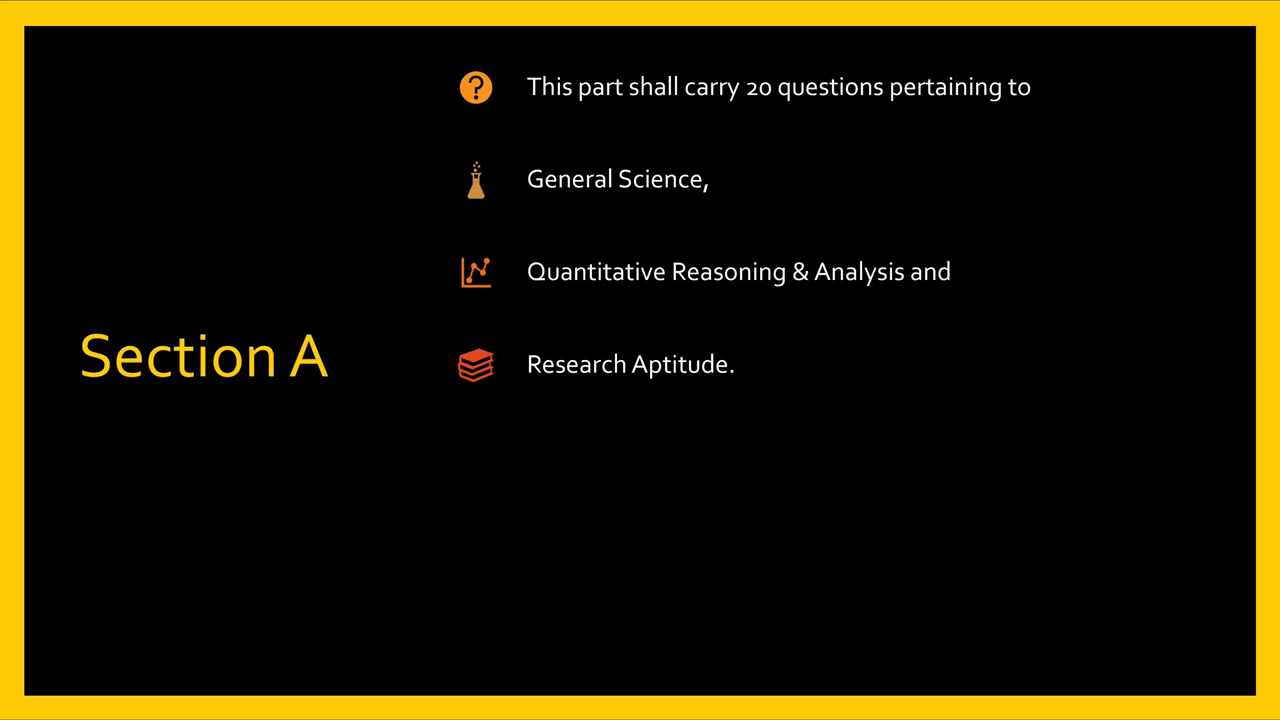 This part shall carry 20 questions pertaining to
General Science,
Quantitative Reasoning & Analysis and
Section A
Research Aptitude.